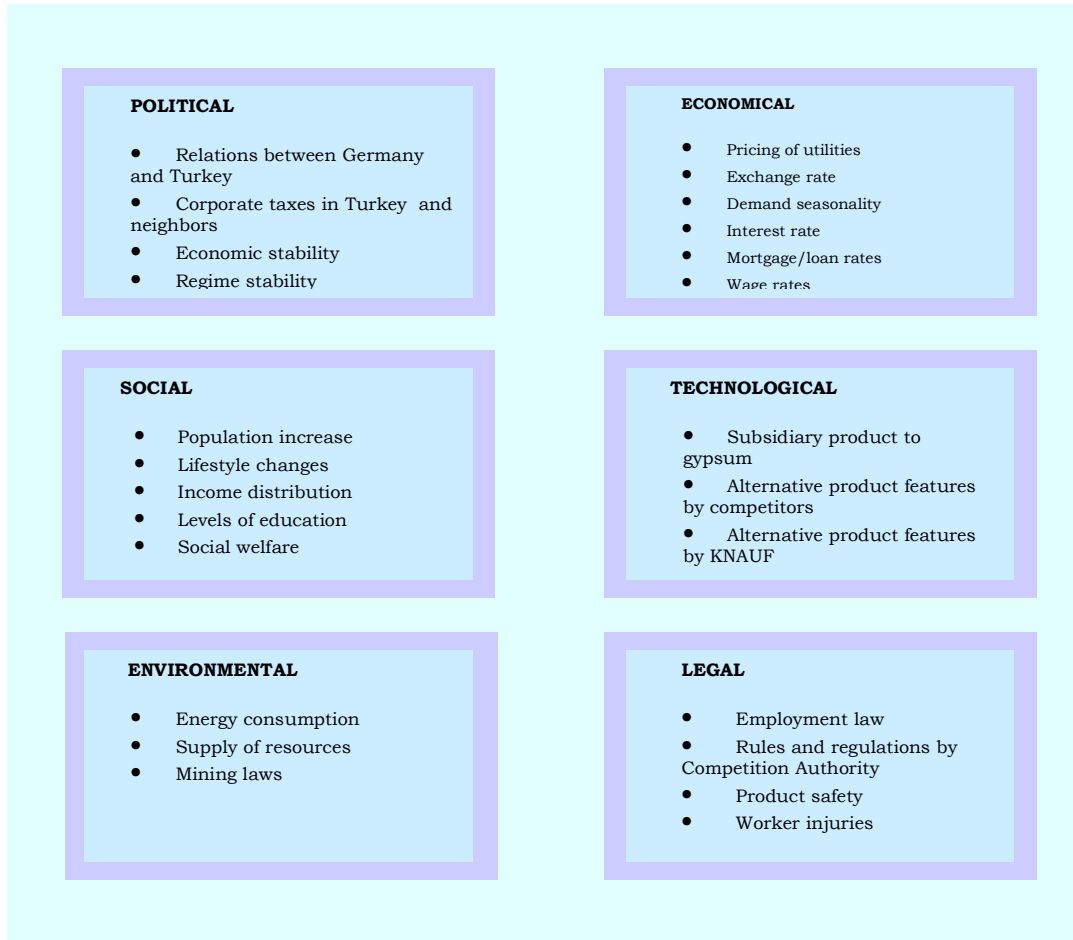 POLITICAL
• Relations between Germany
and Turkey
• Corporate taxes in Turkey and
neighbors
• Economic stability
• Regime stability
ECONOMICAL
• Pricing of utilities
• Exchange rate
• Demand seasonality
• Interest rate
• Mortgage/loan rates
• Wage rates
SOCIAL
• Population increase
• Lifestyle changes
• Income distribution
• Levels of education
• Social welfare
TECHNOLOGICAL
• Subsidiary product to
gypsum
• Alternative product features
by competitors
• Alternative product features
by KNAUF
ENVIRONMENTAL
• Energy consumption
• Supply of resources
• Mining laws
LEGAL
• Employment law
• Rules and regulations by
Competition Authority
• Product safety
• Worker injuries